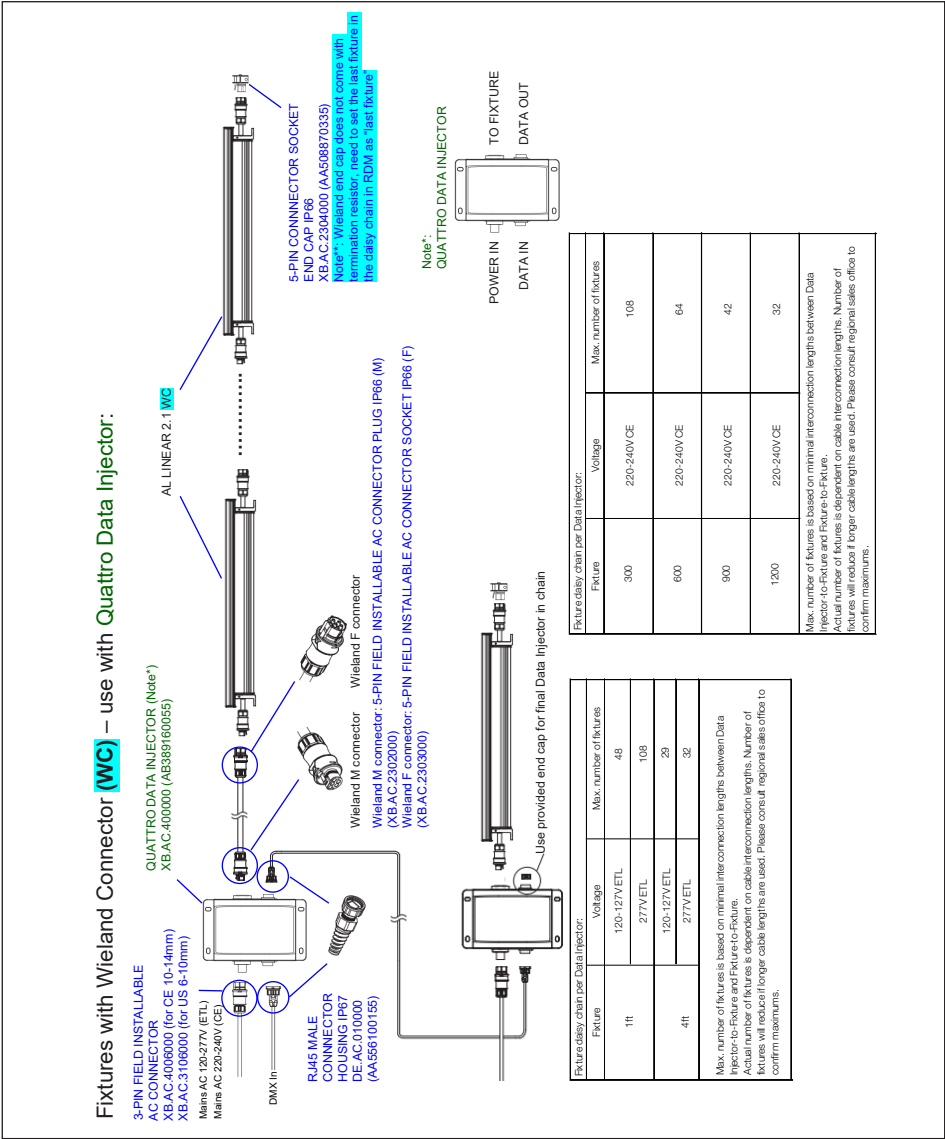 Fixtures with Wieland Connector (WC) – use with Quattro Data Injector:
3-PIN FIELD INSTALLABLE
AC CONNECTOR
XB.AC.4006000 (for CE 10-14mm)
XB.AC.3106000 (for US 6-10mm)
Mains AC 120-277V (ETL)
Mains AC 220-240V (CE)
DMX In
RJ45 MALE
CONNNECTOR
HOUSING IP67
DE.AC.010000
(AA556100155)
QUATTRO DATA INJECTOR (Note*)
XB.AC.400000 (AB389160055)
Wieland M connector
Wieland F connector
Wieland M connector: 5-PIN FIELD INSTALLABLE AC CONNECTOR PLUG IP66 (M)
(XB.AC.2302000)
Wieland F connector: 5-PIN FIELD INSTALLABLE AC CONNECTOR SOCKET IP66 (F)
(XB.AC.2303000)
AL LINEAR 2.1 WC
5-PIN CONNNECTOR SOCKET
END CAP IP66
XB.AC.2304000 (AA508870335)
Note**: Wieland end cap does not come with
termination resistor, need to set the last fixture in
the daisy chain in RDM as "last fixture"
Use provided end cap for final Data Injector in chain
Note*:
QUATTRO DATA INJECTOR
POWER IN
TO FIXTURE
DATA IN
DATA OUT
Fixture daisy chain per Data Injector:
Fixture Voltage Max. number of fixtures
1ft 120-127V ETL 48
277V ETL 108
4ft 120-127V ETL 29
277V ETL 32
Max. number of fixtures is based on minimal interconnection lengths between Data
Injector-to-Fixture and Fixture-to-Fixture.
Actual number of fixtures is dependent on cable interconnection lengths. Number of
fixtures will reduce if longer cable lengths are used. Please consult regional sales office to
confirm maximums.
Fixture daisy chain per Data Injector:
Fixture Voltage Max. number of fixtures
300 220-240V CE 108
600 220-240V CE 64
900 220-240V CE 42
1200 220-240V CE 32
Max. number of fixtures is based on minimal interconnection lengths between Data
Injector-to-Fixture and Fixture-to-Fixture.
Actual number of fixtures is dependent on cable interconnection lengths. Number of
fixtures will reduce if longer cable lengths are used. Please consult regional sales office to
confirm maximums.